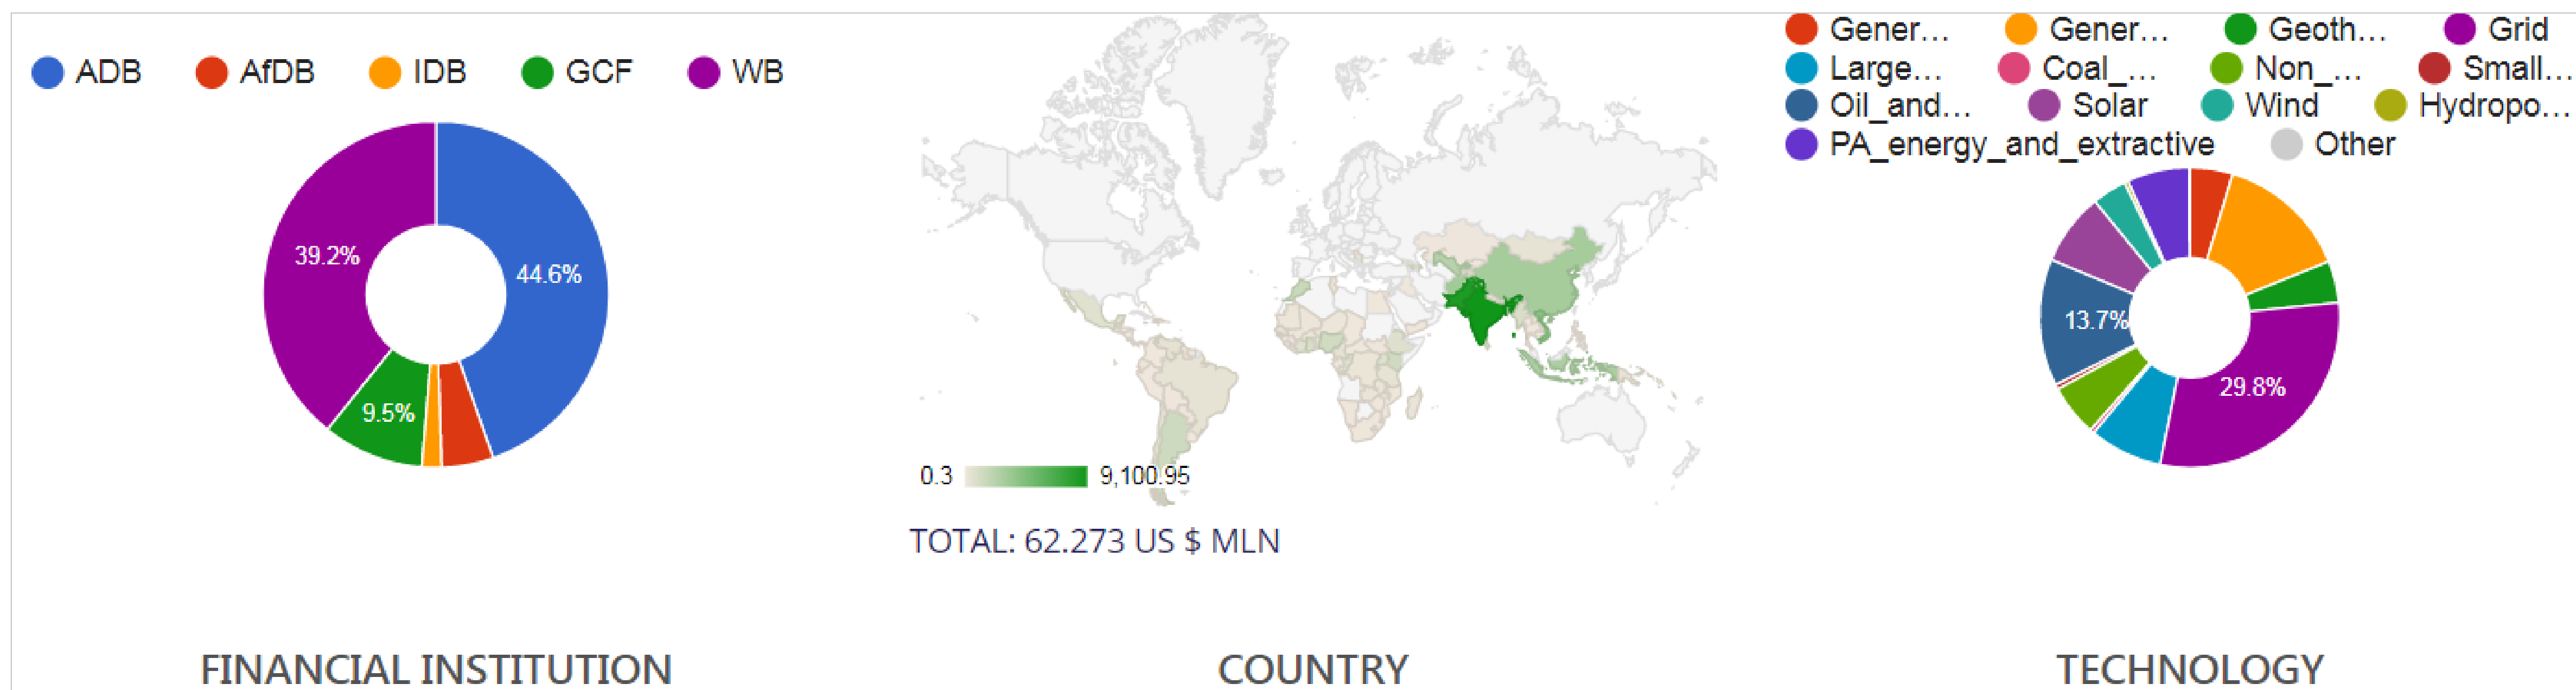 ADB AfDB IDB GCF WB
39.2%
44.6%
9.5%
0.3 9,100.95
TOTAL: 62.273 US $ MLN
Gener... Gener... Geoth... Grid
Large... Coal_... Non_... Small...
Oil_and... Solar Wind Hydropo...
PA_energy_and_extractive Other
13.7%
29.8%
FINANCIAL INSTITUTION
COUNTRY
TECHNOLOGY